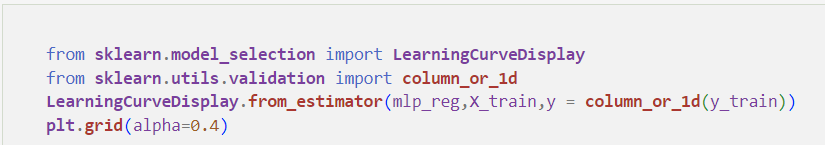 from sklearn.model_selection import LearningCurveDisplay
from sklearn.utils.validation import column_or_1d
LearningCurveDisplay.from_estimator(mlp_reg,X_train,y = column_or_1d(y_train))
plt.grid(alpha=0.4)